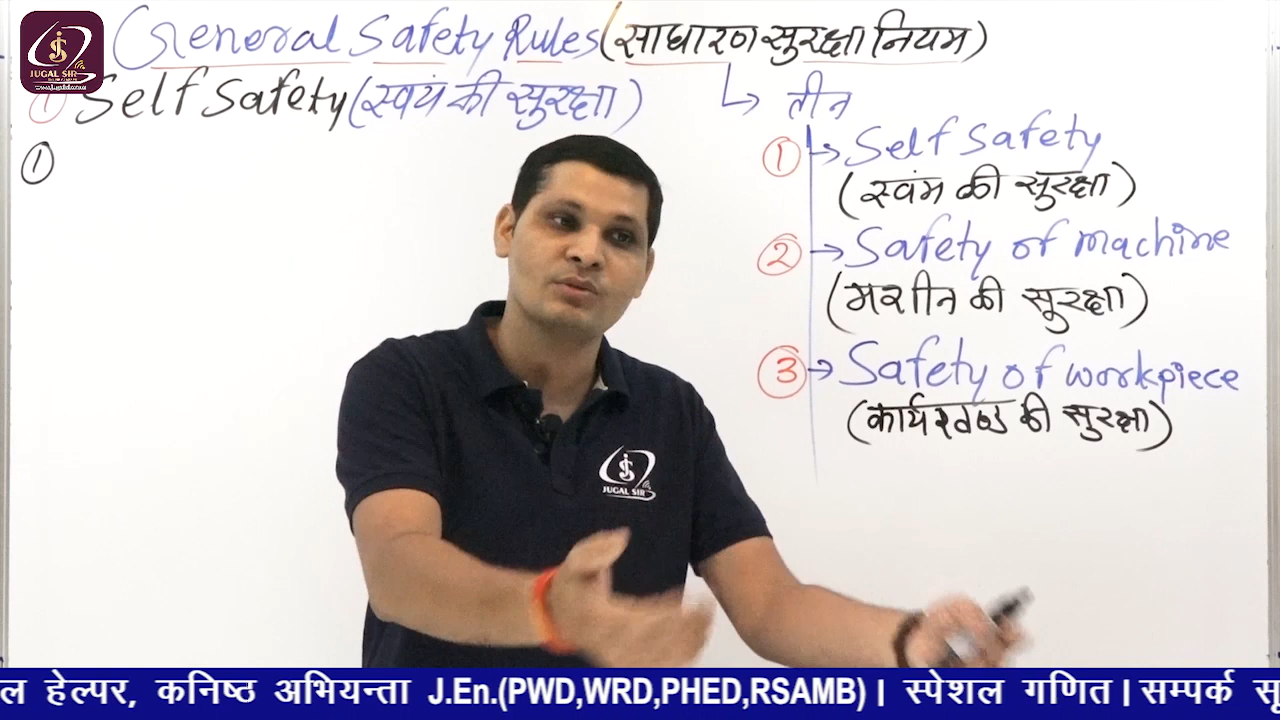 General Safety Rules(साधारण सुरक्षा नियम)
① Self Safety(स्वयं की सुरक्षा)
①
↳ तीन
① → Self Safety
(स्वंम की सुरक्षा)
② → Safety of machine
(मशीन की सुरक्षा)
③ → Safety of workpiece
(कार्यखण्ड की सुरक्षा)
JS
JUGAL SIR
JS
JUGAL SIR
ल हेल्पर, कनिष्ठ अभियन्ता J.En.(PWD,WRD,PHED,RSAMB) । स्पेशल गणित । सम्पर्क सू